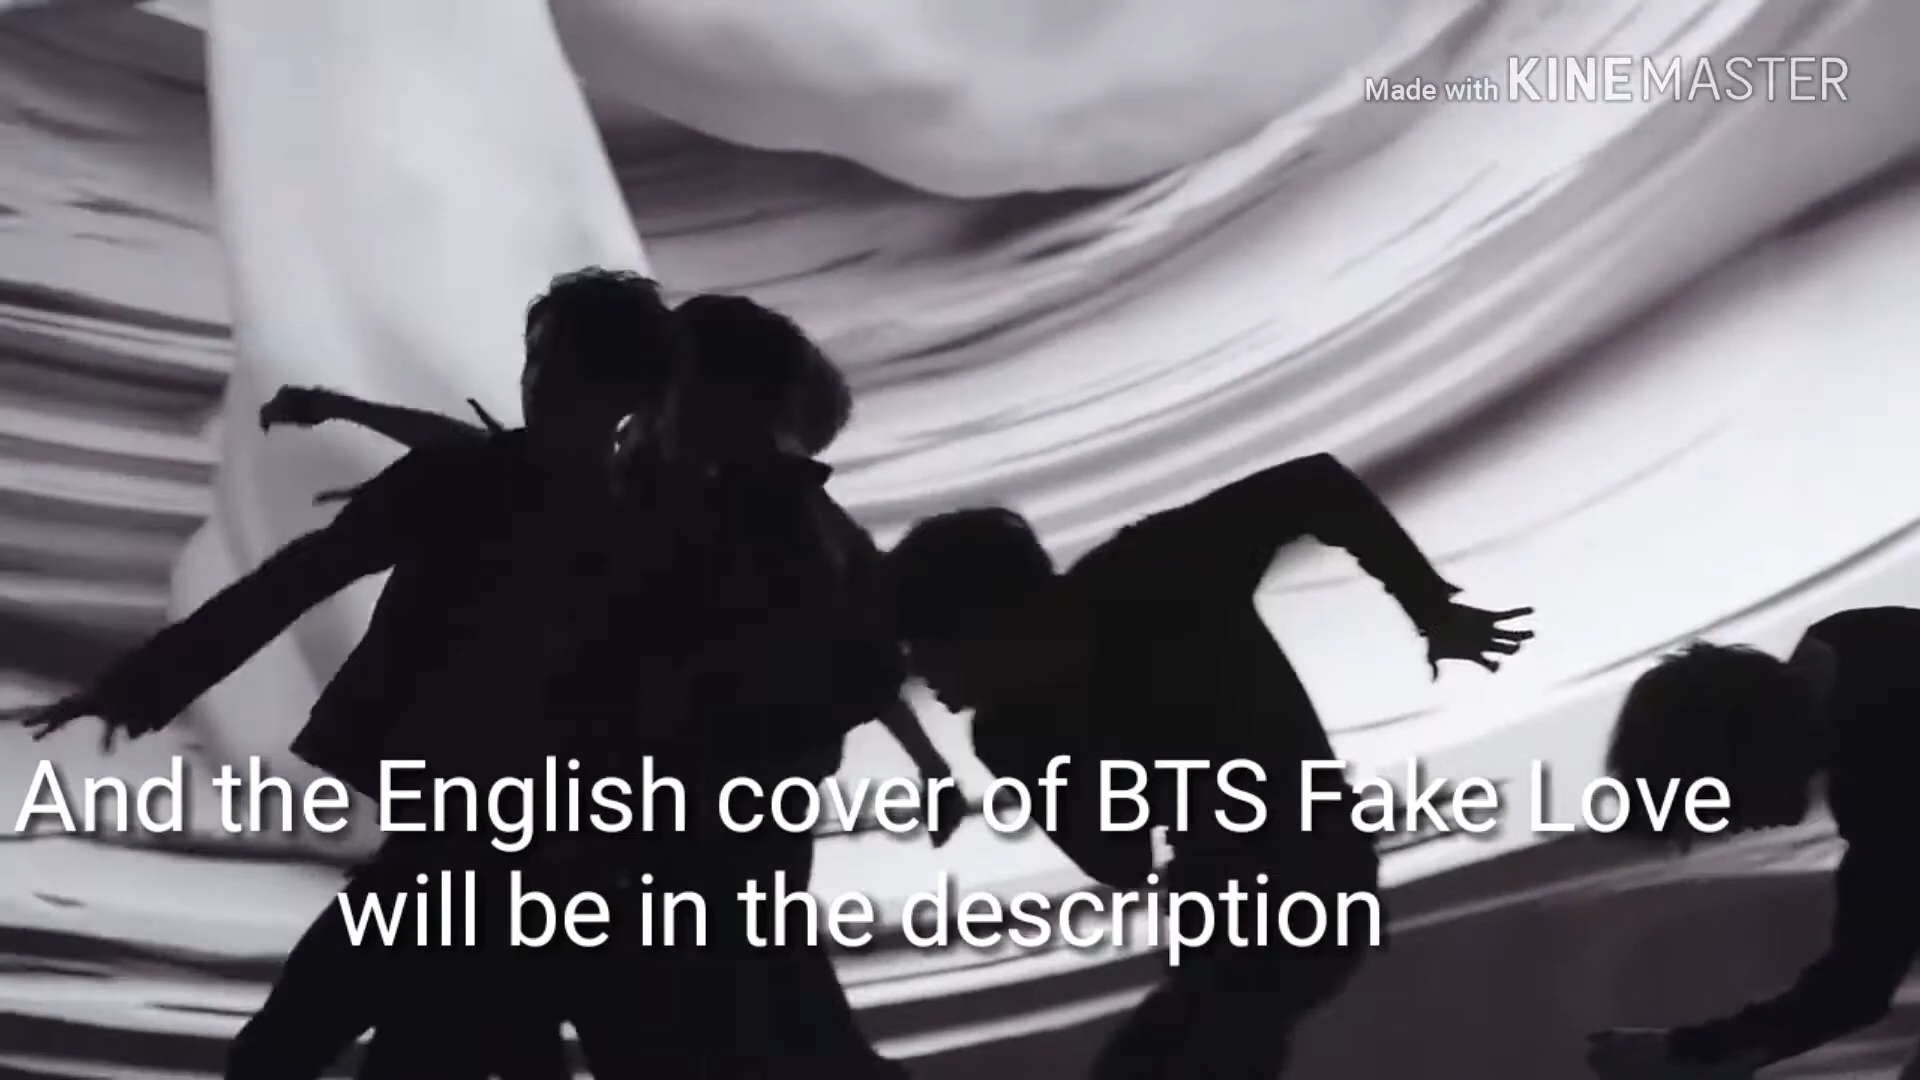 Made with KINEMASTER
And the English cover of BTS Fake Love
will be in the description